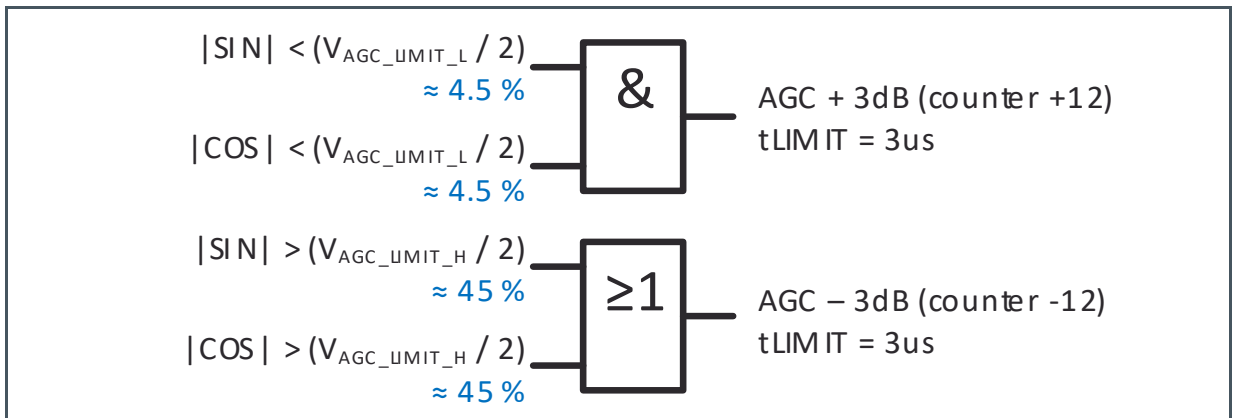 |SIN| < (VAGC_LIMIT_L / 2)
≈ 4.5 %
&
AGC + 3dB (counter +12)
tLIMIT = 3us
|COS| < (VAGC_LIMIT_L / 2)
≈ 4.5 %
|SIN| > (VAGC_LIMIT_H / 2)
≈ 45 %
≥1
AGC – 3dB (counter -12)
tLIMIT = 3us
|COS| > (VAGC_LIMIT_H / 2)
≈ 45 %